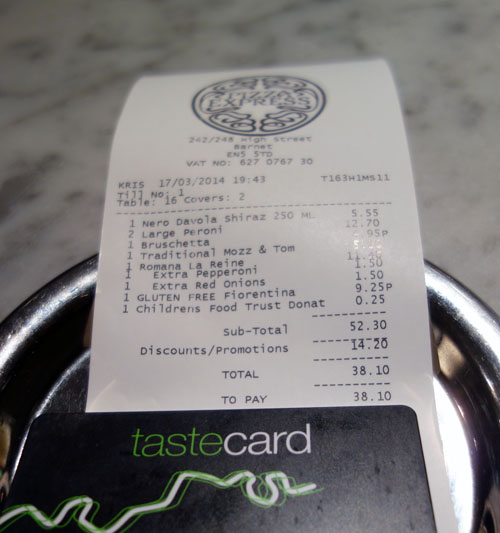 PIZZA EXPRESS
242/248 High Street
Barnet
EN5 5TD
VAT NO: 627 0767 30
KRIS 17/03/2014 19:43 T163H1MS11
Till No: 1
Table: 16 Covers: 2
1 Nero Davola Shiraz 250 ML 5.55
2 Large Peroni 12.70
1 Bruschetta
1 Traditional Mozz & Tom
1 Romana La Reine
1 Extra Pepperoni 1.50
1 Extra Red Onions 1.50
1 GLUTEN FREE Fiorentina 9.25P
1 Childrens Food Trust Donat 0.25
Sub-Total 52.30
Discounts/Promotions 14.20
TOTAL 38.10
TO PAY 38.10
tastecard